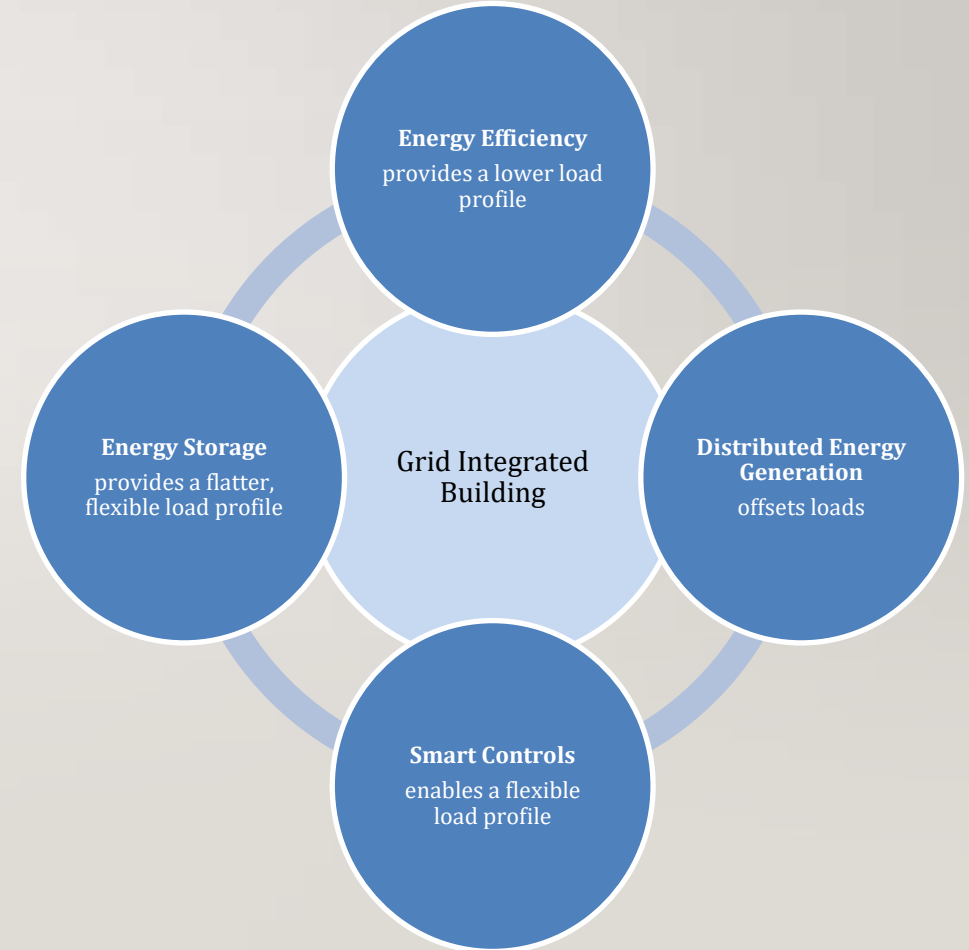 Energy Efficiency
provides a lower load
profile
Energy Storage
provides a flatter,
flexible load profile
Grid Integrated
Building
Distributed Energy
Generation
offsets loads
Smart Controls
enables a flexible
load profile